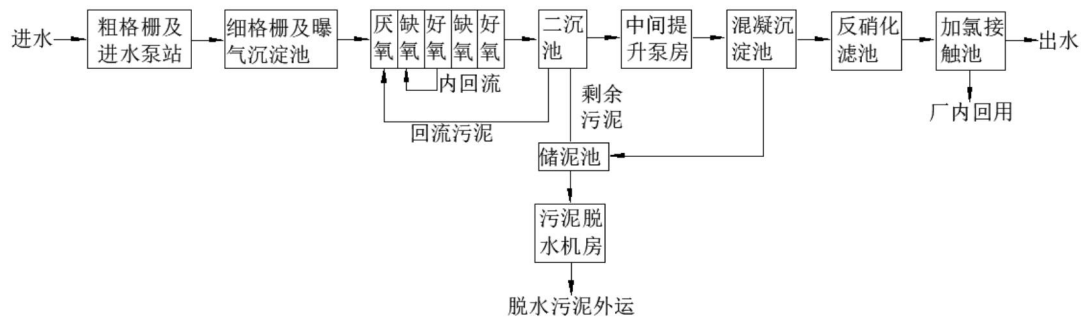 进水
粗格栅及
进水泵站
细格栅及曝
气沉淀池
厌
氧
缺
氧
好
氧
缺
氧
好
氧
二沉
池
中间提
升泵房
混凝沉
淀池
反硝化
滤池
加氯接
触池
出水
内回流
回流污泥
剩余
污泥
厂内回用
储泥池
污泥脱
水机房
脱水污泥外运